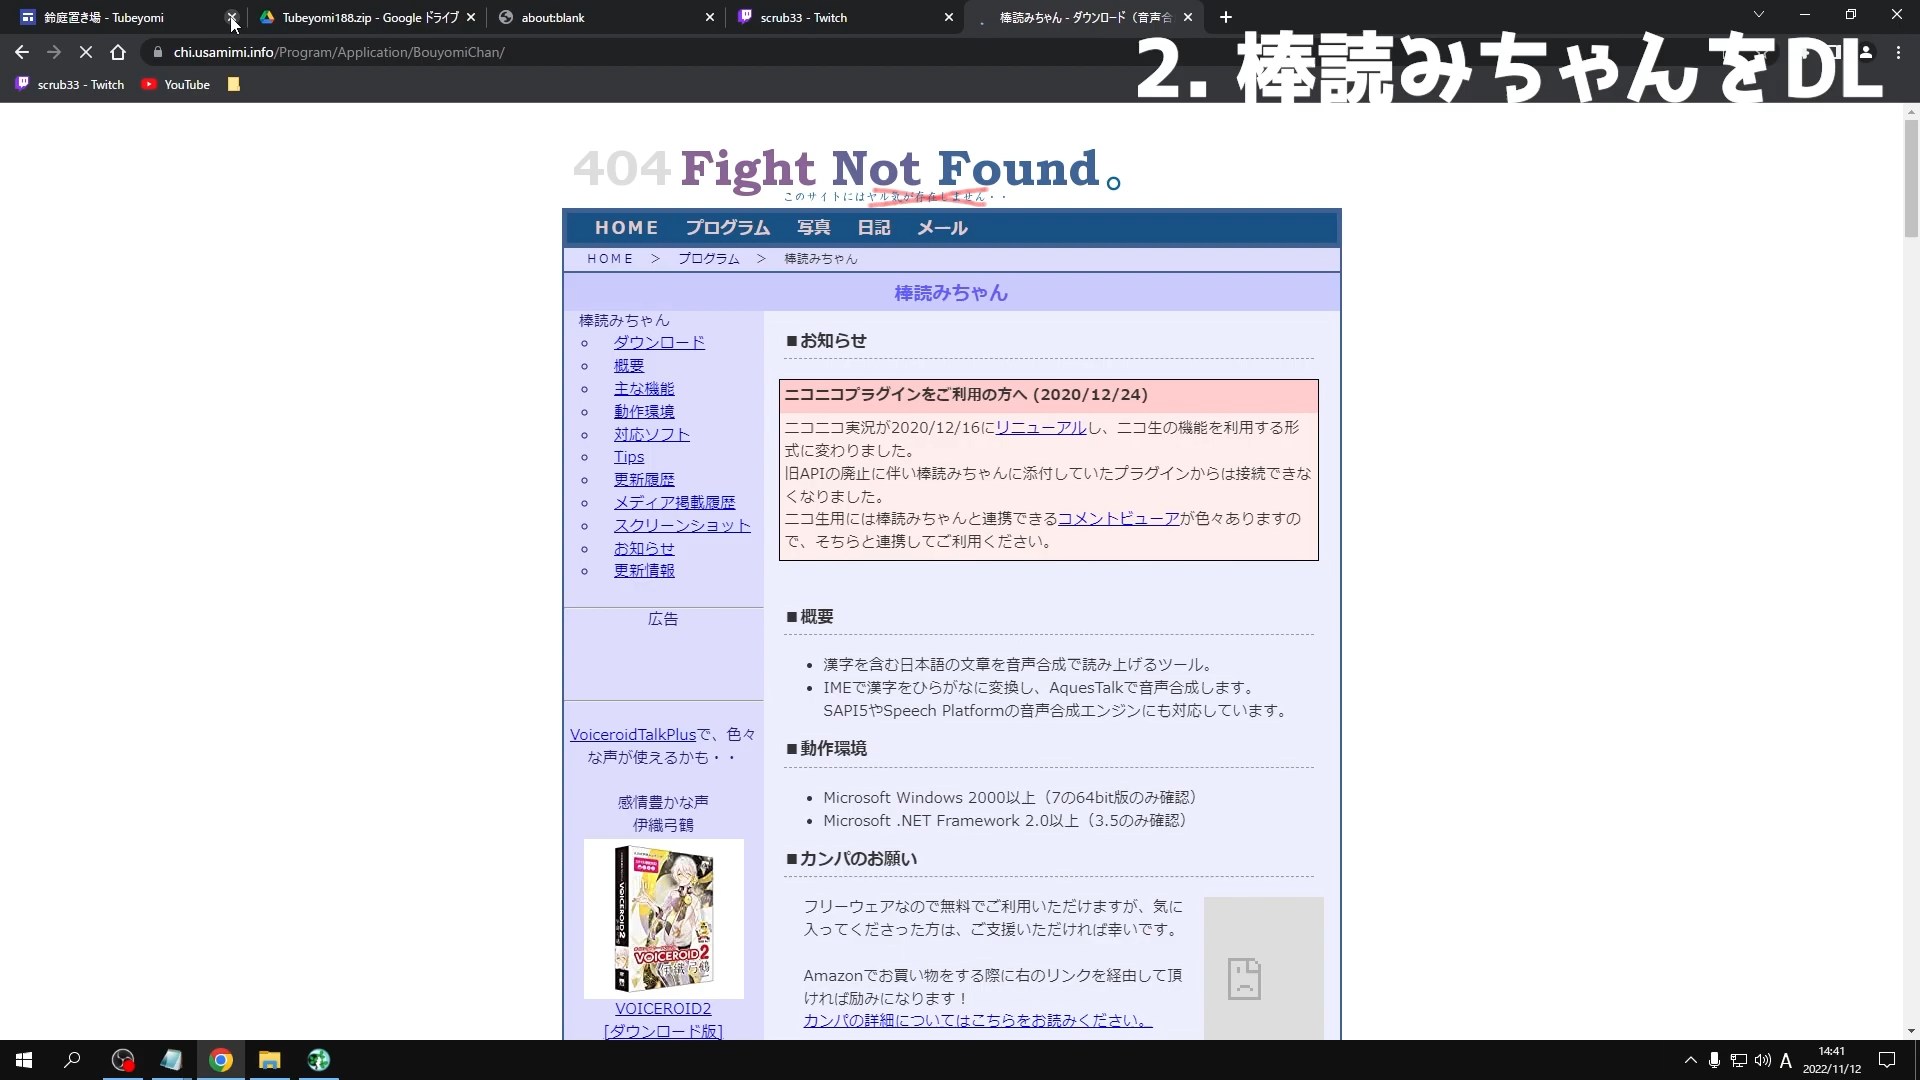 鈴庭置き場 - Tubeyomi
Tubeyomi188.zip - Google ドライブ
about:blank
scrub33 - Twitch
棒読みちゃん - ダウンロード（音声合
chi.usamimi.info/Program/Application/BouyomiChan/
2. 棒読みちゃんをDL
scrub33 - Twitch
YouTube
404 Fight Not Found。
このサイトにはヤル気が存在しません・・
HOME プログラム 写真 日記 メール
HOME > プログラム > 棒読みちゃん
棒読みちゃん
棒読みちゃん
ダウンロード
概要
主な機能
動作環境
対応ソフト
Tips
更新履歴
メディア掲載履歴
スクリーンショット
お知らせ
更新情報
広告
VoiceroidTalkPlusで、色々
な声が使えるかも・・
感情豊かな声
伊織弓鶴
VOICEROID2
伊織弓鶴
VOICEROID2
[ダウンロード版]
■お知らせ
ニコニコプラグインをご利用の方へ (2020/12/24)
ニコニコ実況が2020/12/16にリニューアルし、ニコ生の機能を利用する形
式に変わりました。
旧APIの廃止に伴い棒読みちゃんに添付していたプラグインからは接続できな
くなりました。
ニコ生用には棒読みちゃんと連携できるコメントビューアが色々ありますの
で、そちらと連携してご利用ください。
■概要
漢字を含む日本語の文章を音声合成で読み上げるツール。
IMEで漢字をひらがなに変換し、AquesTalkで音声合成します。
SAPI5やSpeech Platformの音声合成エンジンにも対応しています。
■動作環境
Microsoft Windows 2000以上（7の64bit版のみ確認）
Microsoft .NET Framework 2.0以上（3.5のみ確認）
■カンパのお願い
フリーウェアなので無料でご利用いただけますが、気に
入ってくださった方は、ご支援いただければ幸いです。
Amazonでお買い物をする際に右のリンクを経由して頂
ければ励みになります！
カンパの詳細についてはこちらをお読みください。
A
14:41
2022/11/12